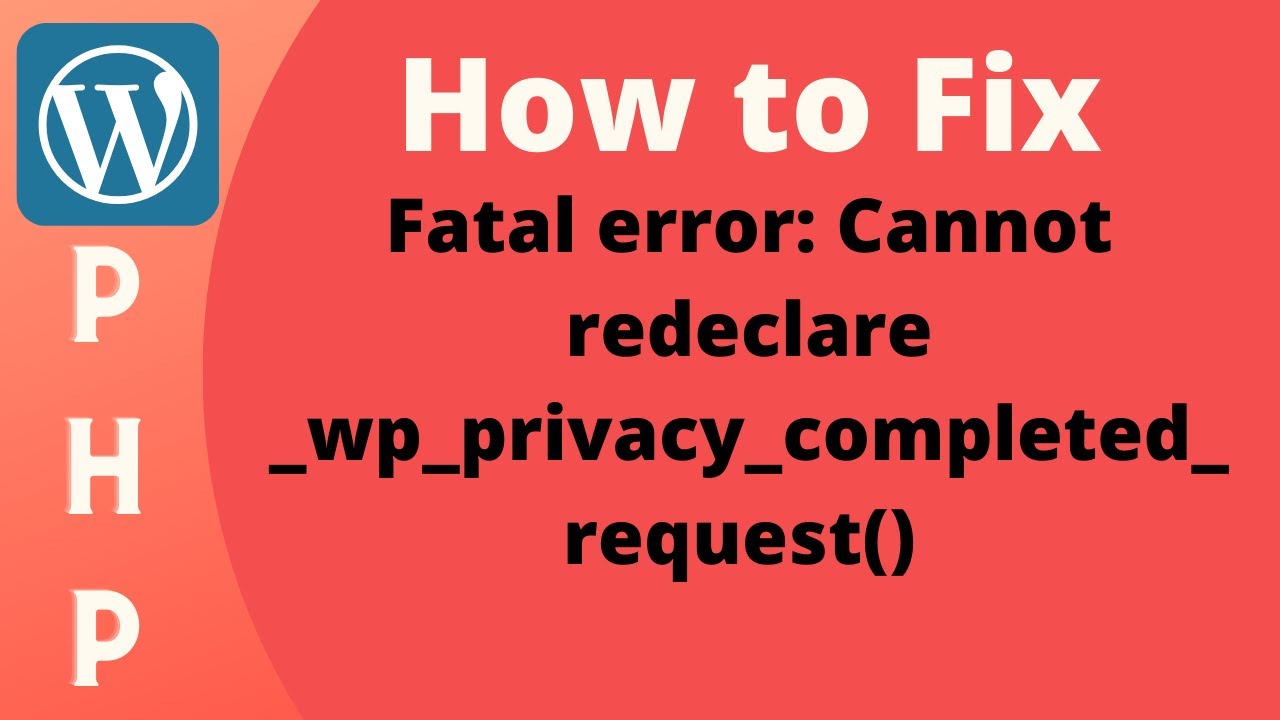 How to Fix
Fatal error: Cannot
redeclare
_wp_privacy_completed_
request()
W
P
H
P